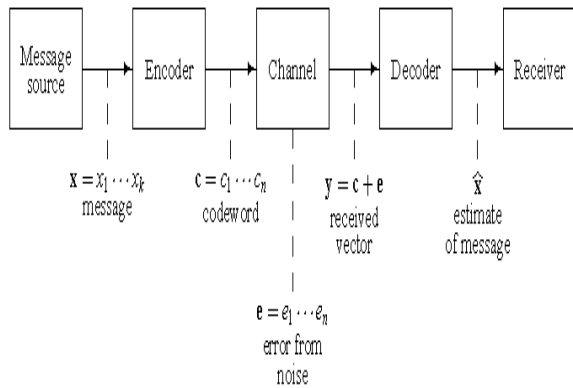 Message
source
Encoder
Channel
Decoder
Receiver
x = x₁ ⋯ xₖ
message
c = c₁ ⋯ cₙ
codeword
y = c + e
received
vector
x̂
estimate
of message
e = e₁ ⋯ eₙ
error from
noise